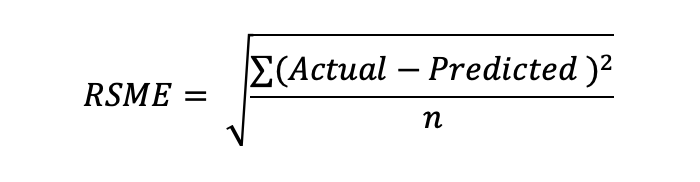 RSME = √(∑(Actual − Predicted )² / n)